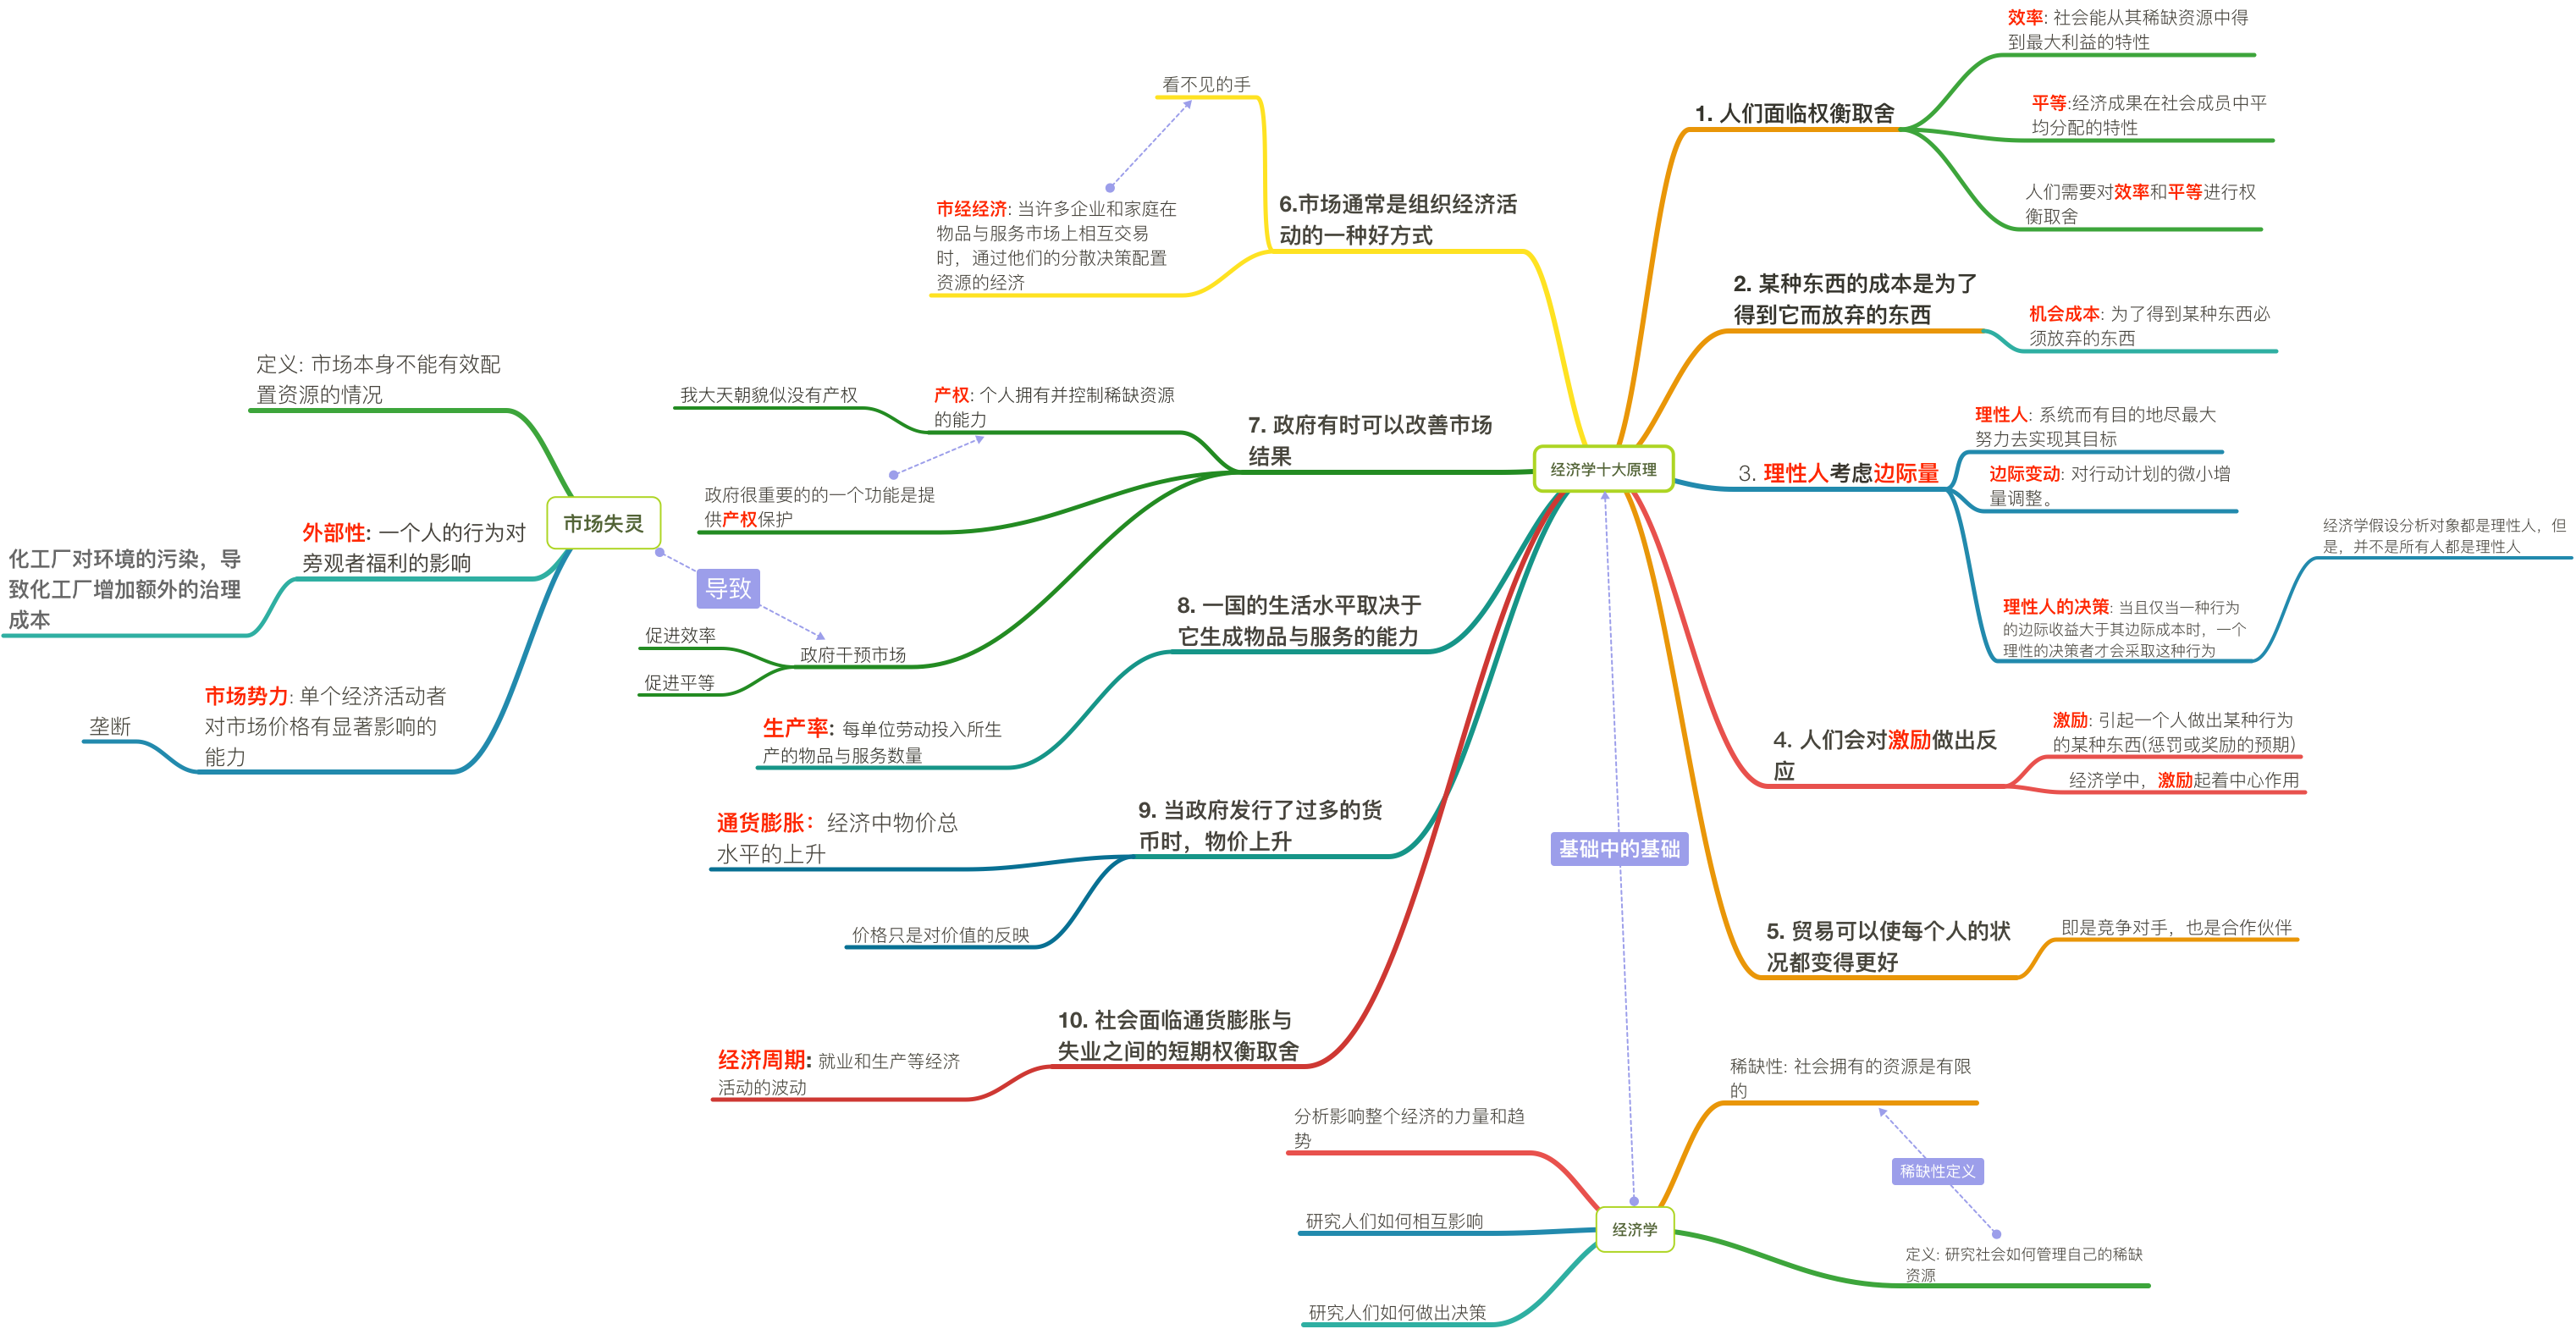 经济学十大原理
1. 人们面临权衡取舍
效率: 社会能从其稀缺资源中得
到最大利益的特性
平等:经济成果在社会成员中平
均分配的特性
人们需要对效率和平等进行权
衡取舍
2. 某种东西的成本是为了
得到它而放弃的东西
机会成本: 为了得到某种东西必
须放弃的东西
3. 理性人考虑边际量
理性人: 系统而有目的地尽最大
努力去实现其目标
边际变动: 对行动计划的微小增
量调整。
理性人的决策: 当且仅当一种行为
的边际收益大于其边际成本时，一个
理性的决策者才会采取这种行为
经济学假设分析对象都是理性人，但
是，并不是所有人都是理性人
4. 人们会对激励做出反
应
激励: 引起一个人做出某种行为
的某种东西(惩罚或奖励的预期)
经济学中，激励起着中心作用
5. 贸易可以使每个人的状
况都变得更好
即是竞争对手，也是合作伙伴
6.市场通常是组织经济活
动的一种好方式
看不见的手
市经经济: 当许多企业和家庭在
物品与服务市场上相互交易
时，通过他们的分散决策配置
资源的经济
7. 政府有时可以改善市场
结果
产权: 个人拥有并控制稀缺资源
的能力
我大天朝貌似没有产权
政府很重要的的一个功能是提
供产权保护
政府干预市场
促进效率
促进平等
8. 一国的生活水平取决于
它生成物品与服务的能力
生产率: 每单位劳动投入所生
产的物品与服务数量
9. 当政府发行了过多的货
币时，物价上升
通货膨胀： 经济中物价总
水平的上升
价格只是对价值的反映
10. 社会面临通货膨胀与
失业之间的短期权衡取舍
经济周期: 就业和生产等经济
活动的波动
市场失灵
定义: 市场本身不能有效配
置资源的情况
外部性: 一个人的行为对
旁观者福利的影响
化工厂对环境的污染，导
致化工厂增加额外的治理
成本
市场势力: 单个经济活动者
对市场价格有显著影响的
能力
垄断
导致
基础中的基础
经济学
稀缺性: 社会拥有的资源是有限
的
稀缺性定义
定义: 研究社会如何管理自己的稀缺
资源
分析影响整个经济的力量和趋
势
研究人们如何相互影响
研究人们如何做出决策